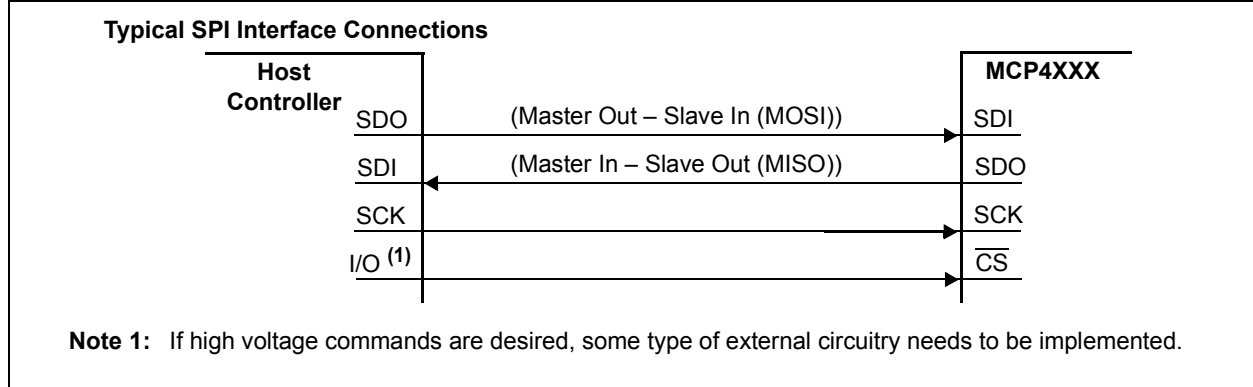 Typical SPI Interface Connections
Host
Controller
MCP4XXX
SDO (Master Out – Slave In (MOSI)) SDI
SDI (Master In – Slave Out (MISO)) SDO
SCK SCK
I/O (1) CS
Note 1: If high voltage commands are desired, some type of external circuitry needs to be implemented.